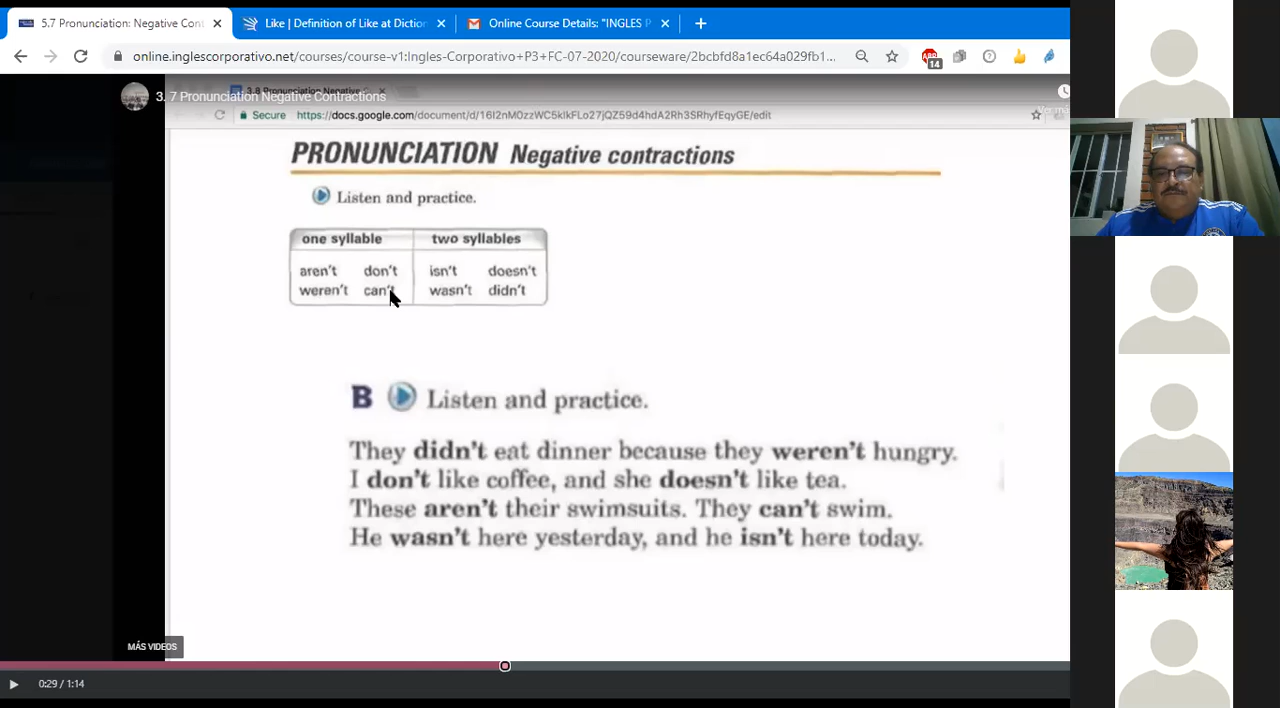 5.7 Pronunciation: Negative Cont
Like | Definition of Like at Diction
Online Course Details: "INGLES P
online.inglescorporativo.net/courses/course-v1:Ingles-Corporativo+P3+FC-07-2020/courseware/2bcbfd8a1ec64a029fb1...
14
3. 7 Pronunciation Negative Contractions
Secure https://docs.google.com/document/d/16I2nM0zzWC5kIkFLo27jQZ59d4hdA2Rh3SRhyfEqyGE/edit
PRONUNCIATION Negative contractions
Listen and practice.
one syllable two syllables
aren't don't isn't doesn't
weren't can't wasn't didn't
B Listen and practice.
They didn't eat dinner because they weren't hungry.
I don't like coffee, and she doesn't like tea.
These aren't their swimsuits. They can't swim.
He wasn't here yesterday, and he isn't here today.
MÁS VIDEOS
0:29 / 1:14